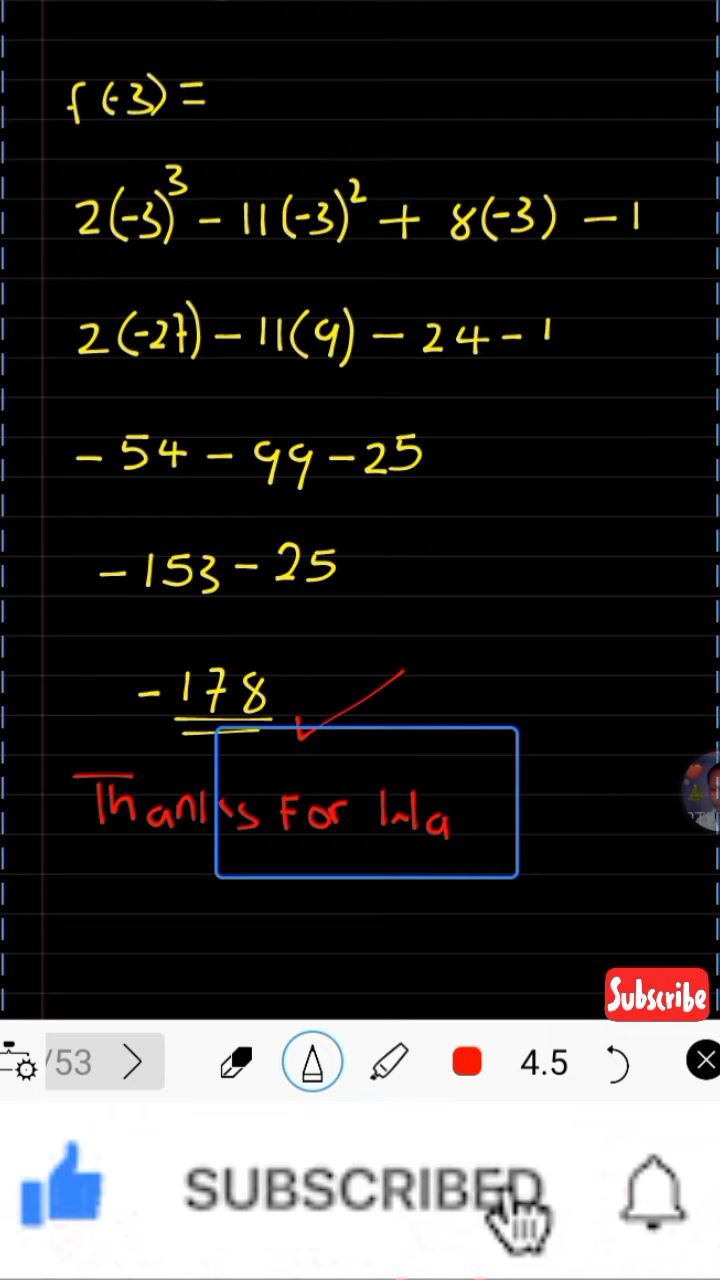 f(-3) =
2(-3)³ - 11(-3)² + 8(-3) - 1
2(-27) - 11(9) - 24 - 1
- 54 - 99 - 25
- 153 - 25
- 178
Thanks For Wa
Subscribe
/53
4.5
SUBSCRIBED